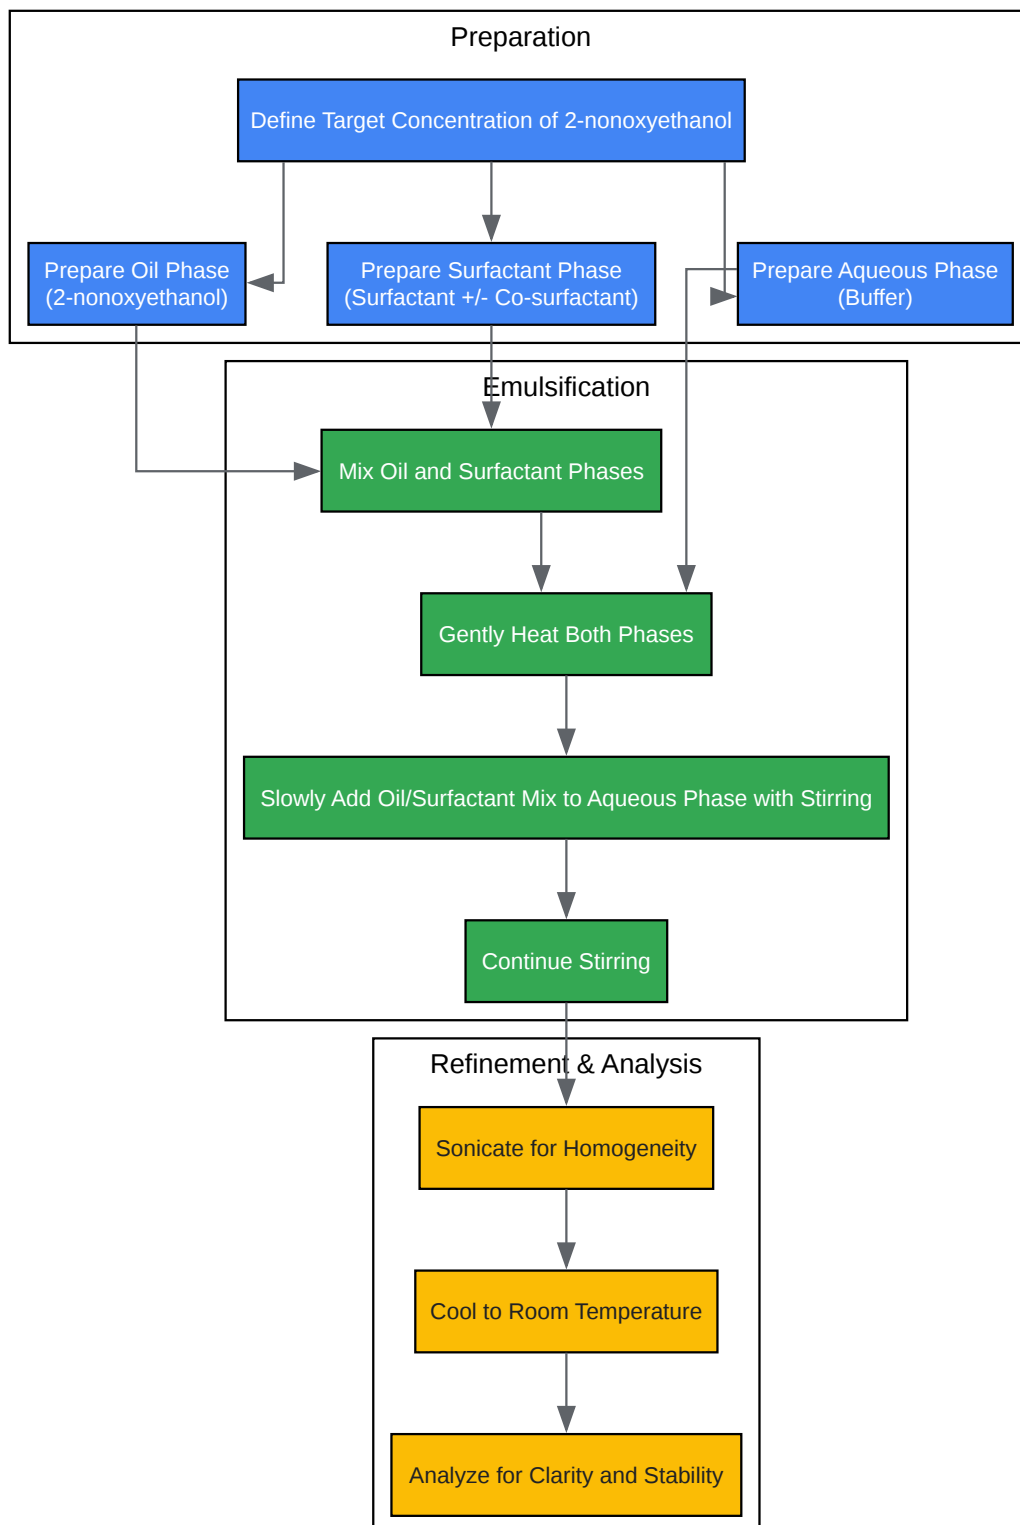 Preparation
Define Target Concentration of 2-nonoxyethanol
Prepare Oil Phase
(2-nonoxyethanol)
Prepare Surfactant Phase
(Surfactant +/- Co-surfactant)
Prepare Aqueous Phase
(Buffer)
Emulsification
Mix Oil and Surfactant Phases
Gently Heat Both Phases
Slowly Add Oil/Surfactant Mix to Aqueous Phase with Stirring
Continue Stirring
Refinement & Analysis
Sonicate for Homogeneity
Cool to Room Temperature
Analyze for Clarity and Stability